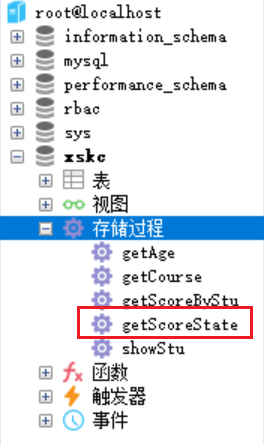 root@localhost
information_schema
mysql
performance_schema
rbac
sys
xskc
表
视图
存储过程
getAge
getCourse
getScoreByStu
getScoreState
showStu
函数
触发器
事件